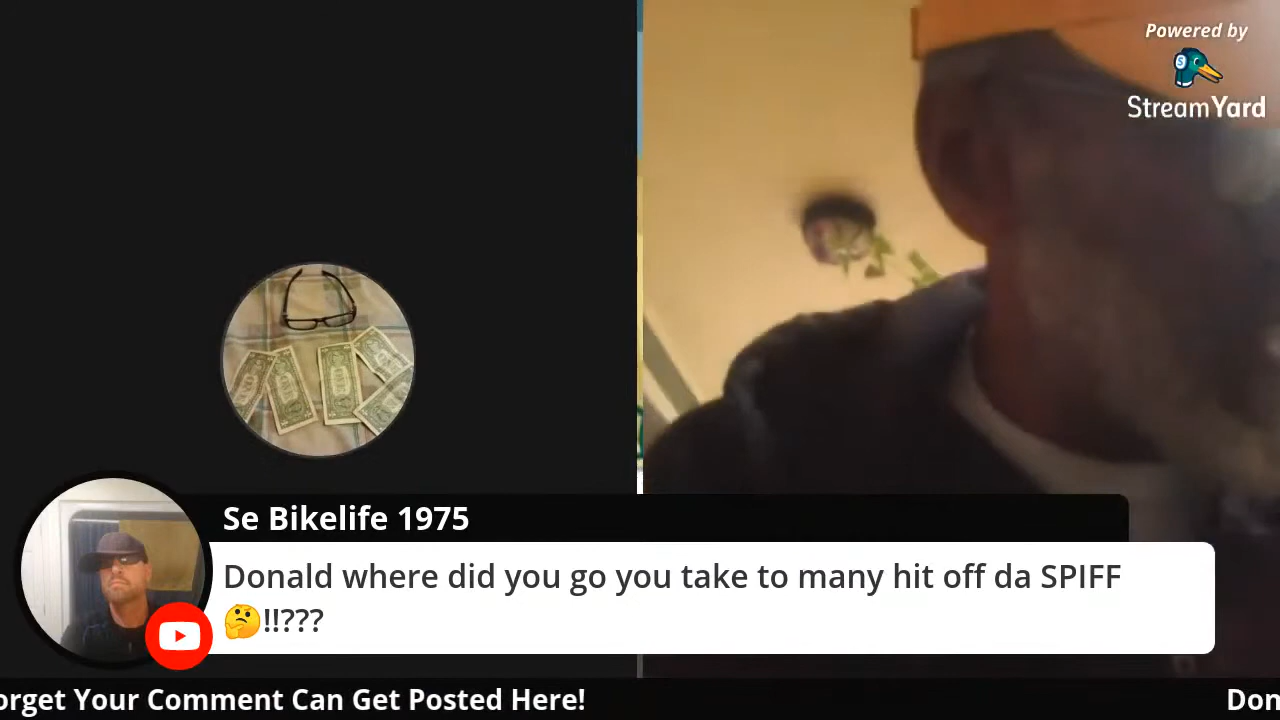 Powered by
StreamYard
Se Bikelife 1975
Donald where did you go you take to many hit off da SPIFF
🤔!!???
orget Your Comment Can Get Posted Here!
Don